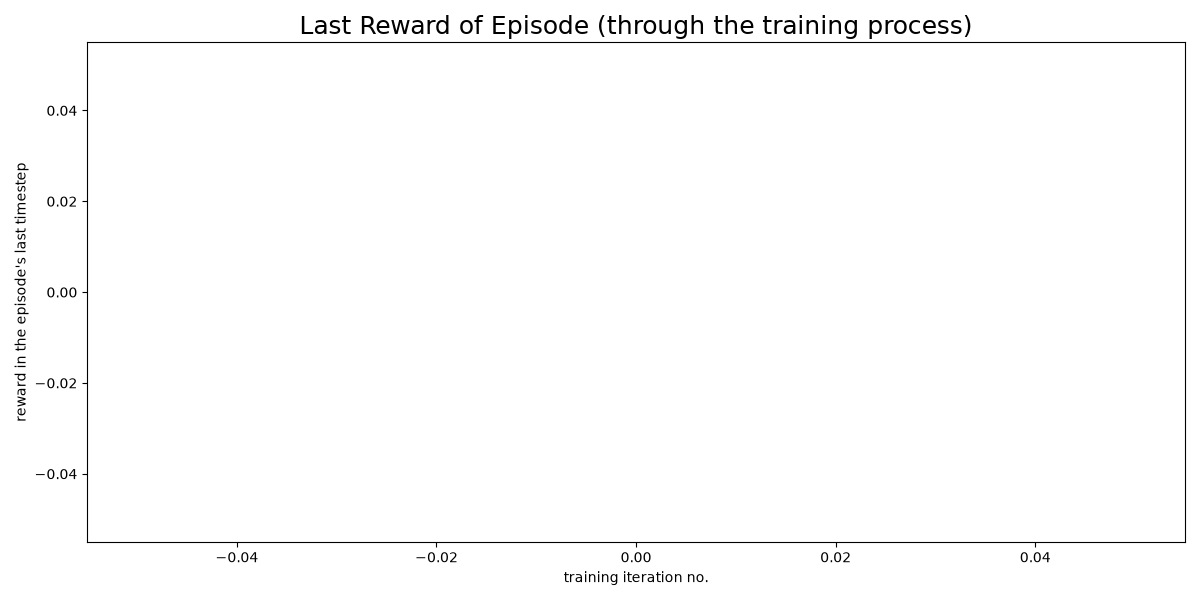 Last Reward of Episode (through the training process)
reward in the episode's last timestep
0.04
0.02
0.00
−0.02
−0.04
−0.04 −0.02 0.00 0.02 0.04
training iteration no.